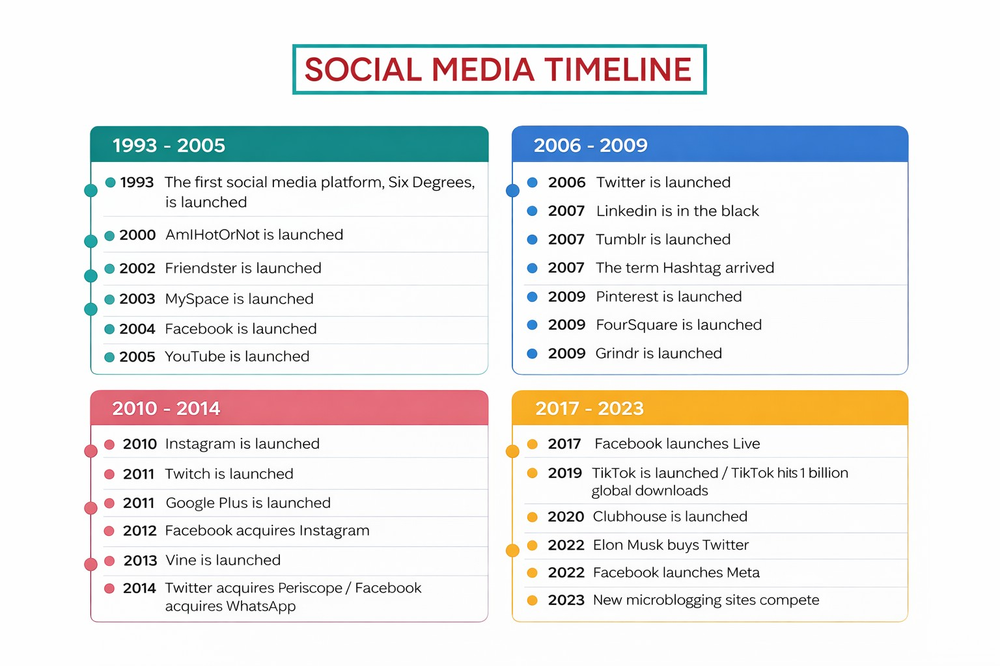 SOCIAL MEDIA TIMELINE
1993 - 2005
1993 The first social media platform, Six Degrees,
is launched
2000 AmIHotOrNot is launched
2002 Friendster is launched
2003 MySpace is launched
2004 Facebook is launched
2005 YouTube is launched
2006 - 2009
2006 Twitter is launched
2007 Linkedin is in the black
2007 Tumblr is launched
2007 The term Hashtag arrived
2009 Pinterest is launched
2009 FourSquare is launched
2009 Grindr is launched
2010 - 2014
2010 Instagram is launched
2011 Twitch is launched
2011 Google Plus is launched
2012 Facebook acquires Instagram
2013 Vine is launched
2014 Twitter acquires Periscope / Facebook
acquires WhatsApp
2017 - 2023
2017 Facebook launches Live
2019 TikTok is launched / TikTok hits 1 billion
global downloads
2020 Clubhouse is launched
2022 Elon Musk buys Twitter
2022 Facebook launches Meta
2023 New microblogging sites compete